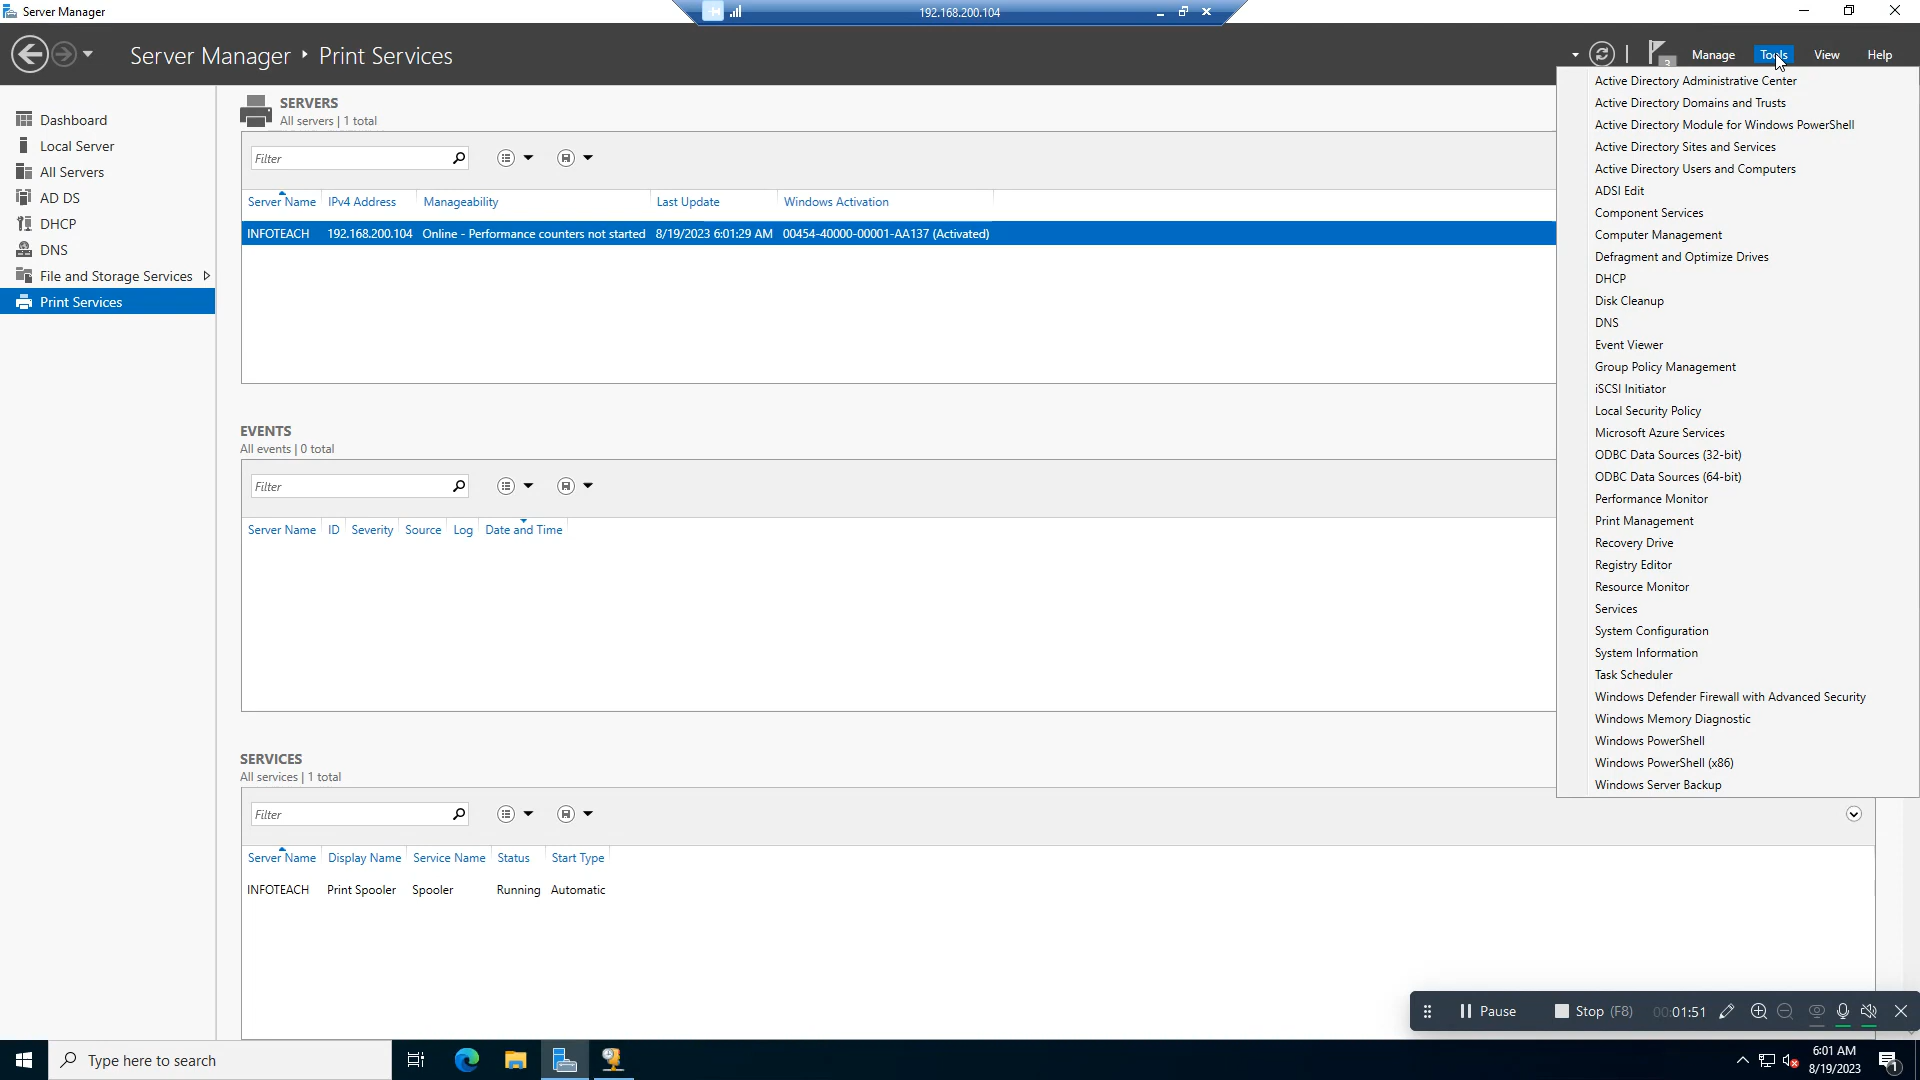 Server Manager
192.168.200.104
Server Manager Print Services
3
Manage Tools View Help
Dashboard
Local Server
All Servers
AD DS
DHCP
DNS
File and Storage Services
Print Services
SERVERS
All servers | 1 total
Filter
Server Name IPv4 Address Manageability Last Update Windows Activation
INFOTEACH 192.168.200.104 Online - Performance counters not started 8/19/2023 6:01:29 AM 00454-40000-00001-AA137 (Activated)
EVENTS
All events | 0 total
Filter
Server Name ID Severity Source Log Date and Time
SERVICES
All services | 1 total
Filter
Server Name Display Name Service Name Status Start Type
INFOTEACH Print Spooler Spooler Running Automatic
Active Directory Administrative Center
Active Directory Domains and Trusts
Active Directory Module for Windows PowerShell
Active Directory Sites and Services
Active Directory Users and Computers
ADSI Edit
Component Services
Computer Management
Defragment and Optimize Drives
DHCP
Disk Cleanup
DNS
Event Viewer
Group Policy Management
iSCSI Initiator
Local Security Policy
Microsoft Azure Services
ODBC Data Sources (32-bit)
ODBC Data Sources (64-bit)
Performance Monitor
Print Management
Recovery Drive
Registry Editor
Resource Monitor
Services
System Configuration
System Information
Task Scheduler
Windows Defender Firewall with Advanced Security
Windows Memory Diagnostic
Windows PowerShell
Windows PowerShell (x86)
Windows Server Backup
Pause Stop (F8) 00:01:51
Type here to search
6:01 AM
8/19/2023
1